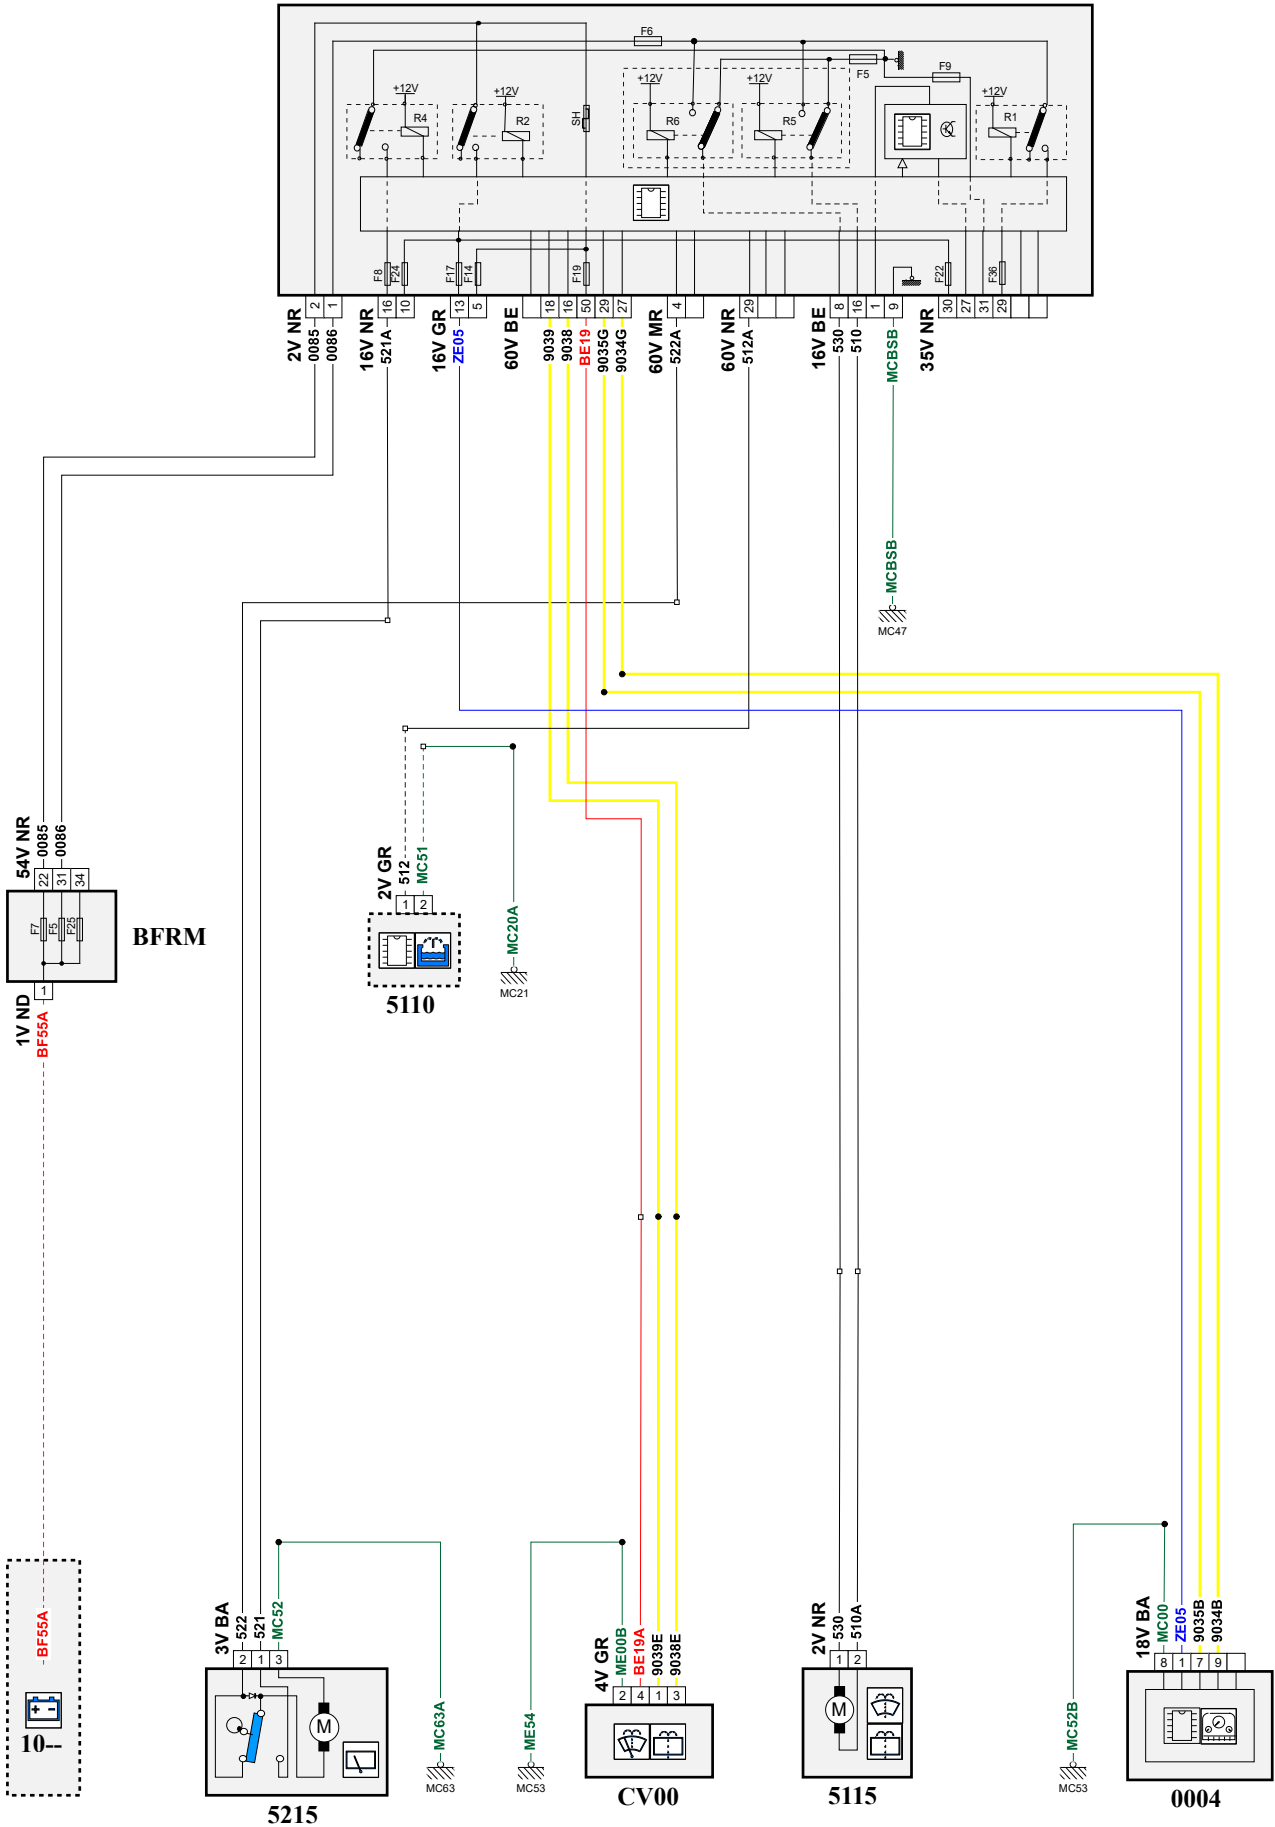 F6
F5
F9
+12V
+12V
+12V
+12V
+12V
R4
R2
SH
R6
R5
R1
F8
F24
F17
F14
F19
F22
F36
2
1
16
10
13
5
18
16
50
29
27
4
29
8
16
1
9
30
27
31
29
2V NR
0085
0086
16V NR
521A
16V GR
ZE05
60V BE
9039
9038
BE19
9035G
9034G
60V MR
522A
60V NR
512A
16V BE
530
510
MCBSB
35V NR
MCBSB
MC47
54V NR
0085
0086
22
31
34
F7
F5
F25
BFRM
1
1V ND
BF55A
2V GR
512
MC51
1
2
5110
MC20A
MC21
BF55A
10--
3V BA
522
521
MC52
2
1
3
M
5215
MC63A
MC63
ME54
MC53
4V GR
ME00B
BE19A
9039E
9038E
2
4
1
3
CV00
2V NR
530
510A
1
2
M
5115
MC52B
MC53
18V BA
MC00
ZE05
9035B
9034B
8
1
7
9
0004